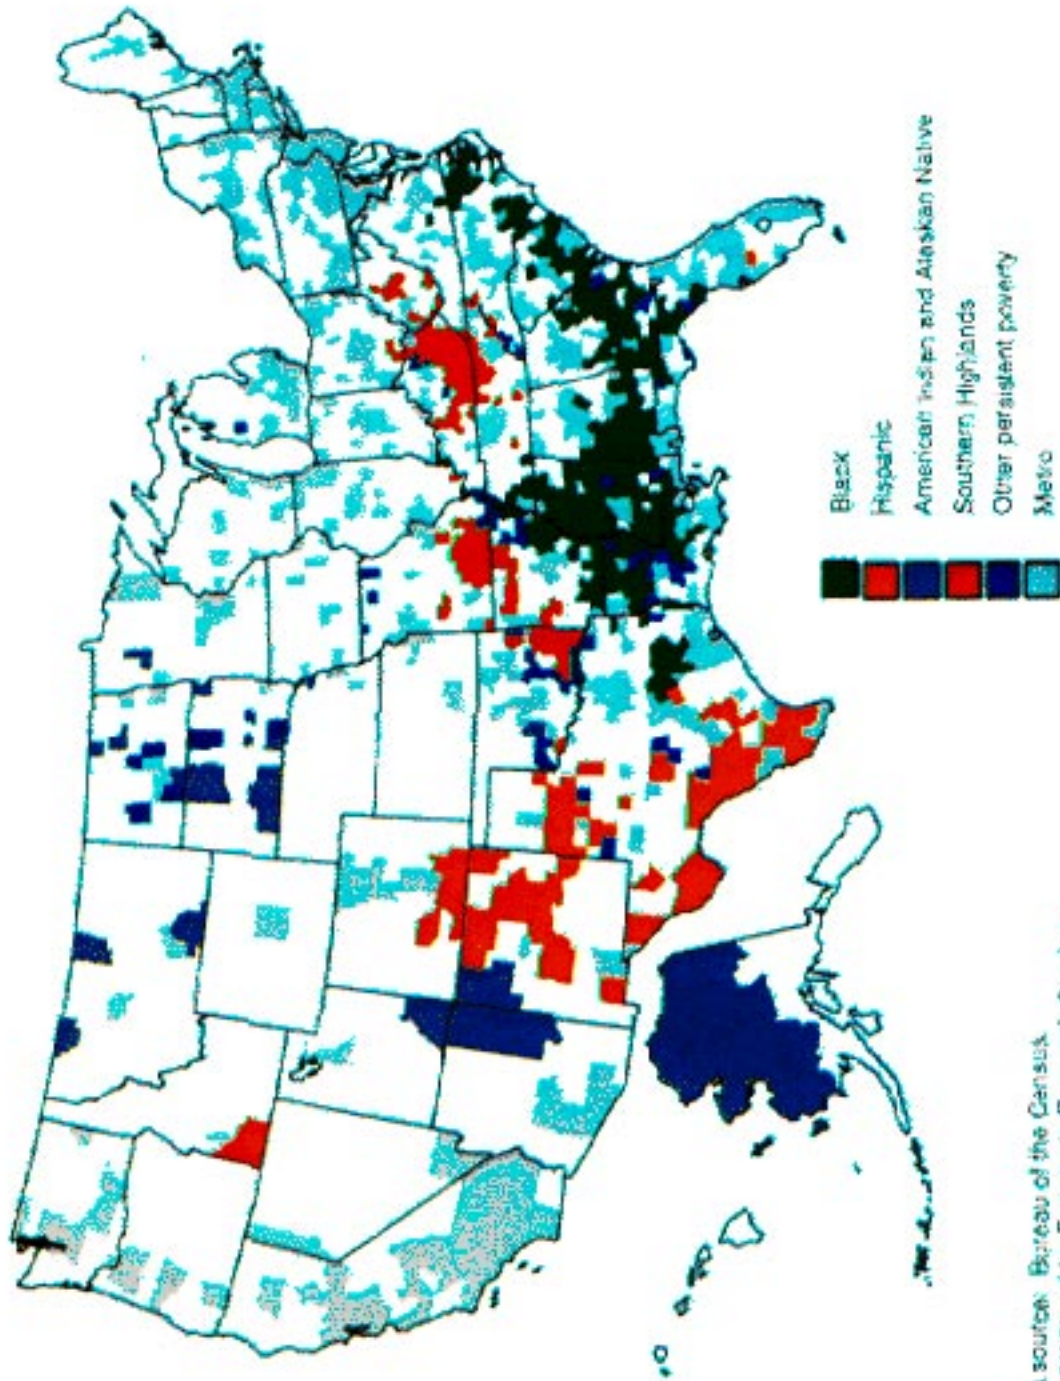 Black
Hispanic
American Indian and Alaskan Native
Southern Highlands
Other persistent poverty
Metro
source: Bureau of the Census